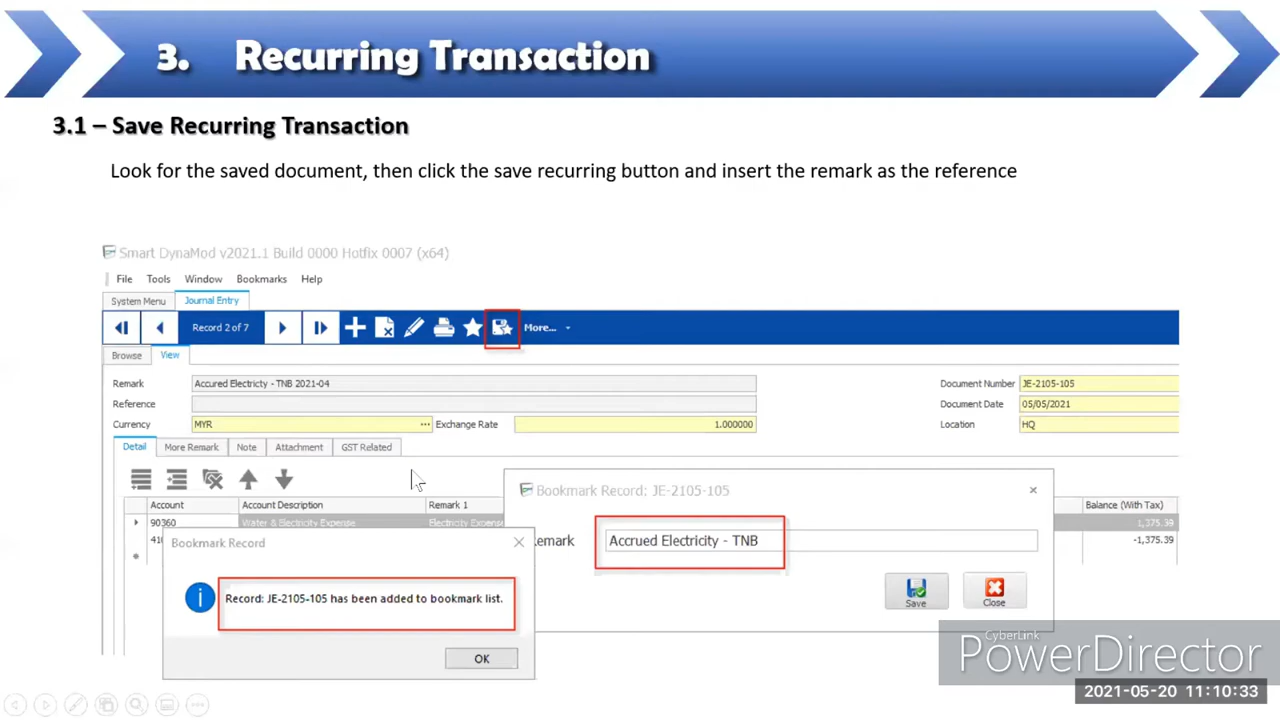 3. Recurring Transaction
3.1 – Save Recurring Transaction
Look for the saved document, then click the save recurring button and insert the remark as the reference
Smart DynaMod v2021.1 Build 0000 Hotfix 0007 (x64)
File Tools Window Bookmarks Help
System Menu Journal Entry
Record 2 of 7 More...
Browse View
Remark Accured Electricty - TNB 2021-04 Document Number JE-2105-105
Reference Document Date 05/05/2021
Currency MYR ... Exchange Rate 1.000000 Location HQ
Detail More Remark Note Attachment GST Related
Account Account Description Remark 1 Balance (With Tax)
90360 Water & Electricity Expense Electricity Expense 1,375.39
-1,375.39
Bookmark Record: JE-2105-105
Accrued Electricity - TNB
Save Close
Bookmark Record
Record: JE-2105-105 has been added to bookmark list.
OK
CyberLink
PowerDirector
2021-05-20 11:10:33